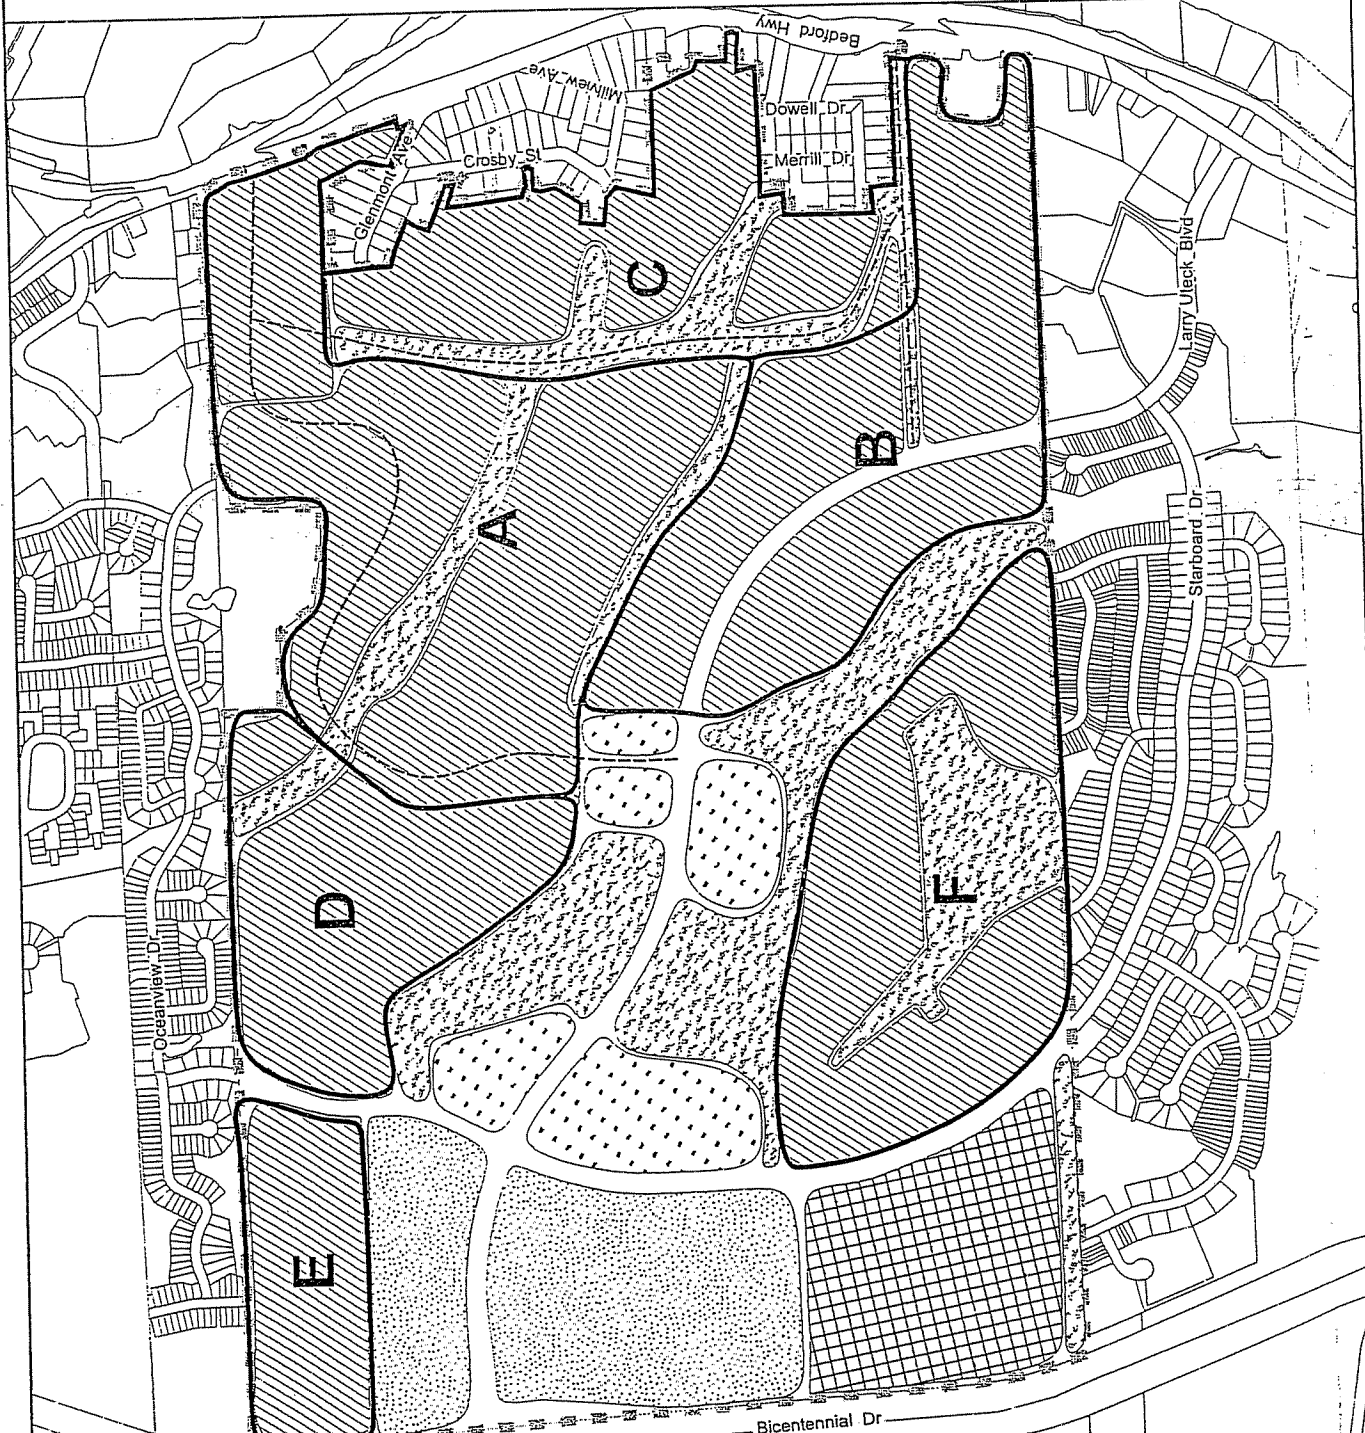 Bedford Hwy
Millview Ave
Dowell Dr
Merrill Dr
Crosby St
Glenmont Ave
C
Larry Uteck Blvd
B
A
Starboard Dr
F
D
Oceanview Dr
E
Bicentennial Dr